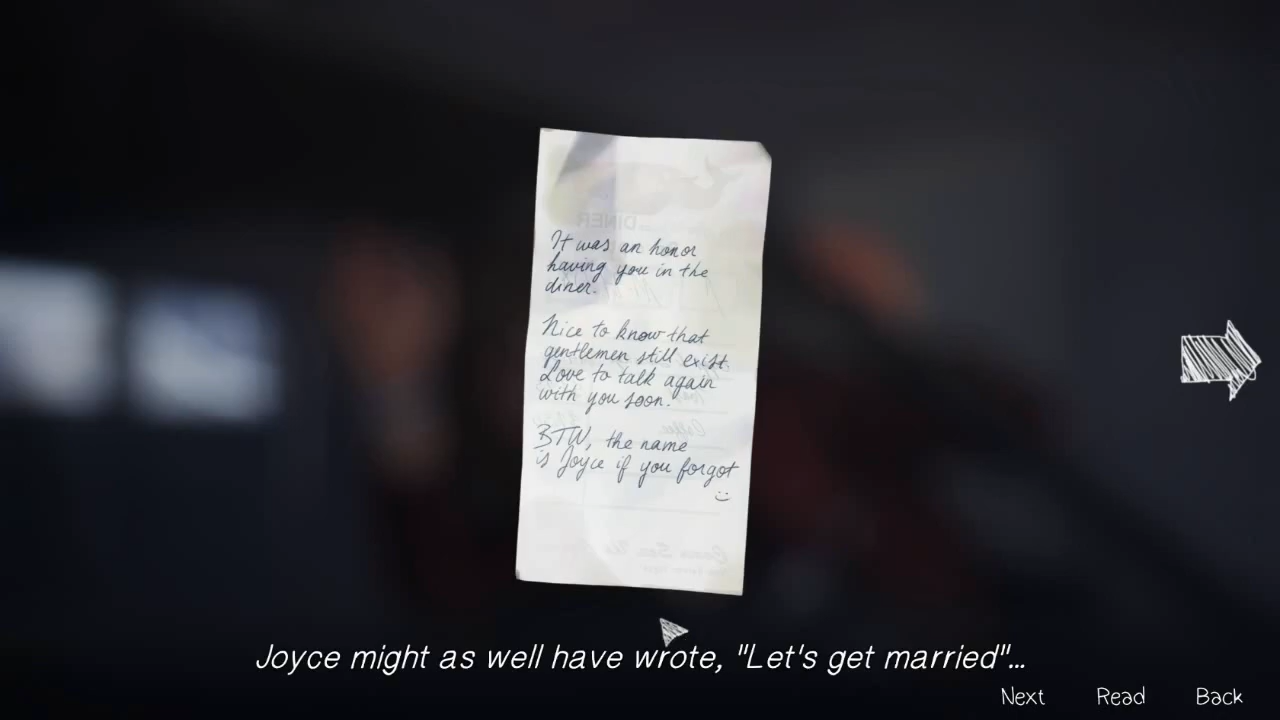 DINER
It was an honor
having you in the
diner.
Nice to know that
gentlemen still exist.
Love to talk again
with you soon.
BTW, the name
is Joyce if you forgot
:)
Joyce might as well have wrote, "Let's get married"...
Next Read Back